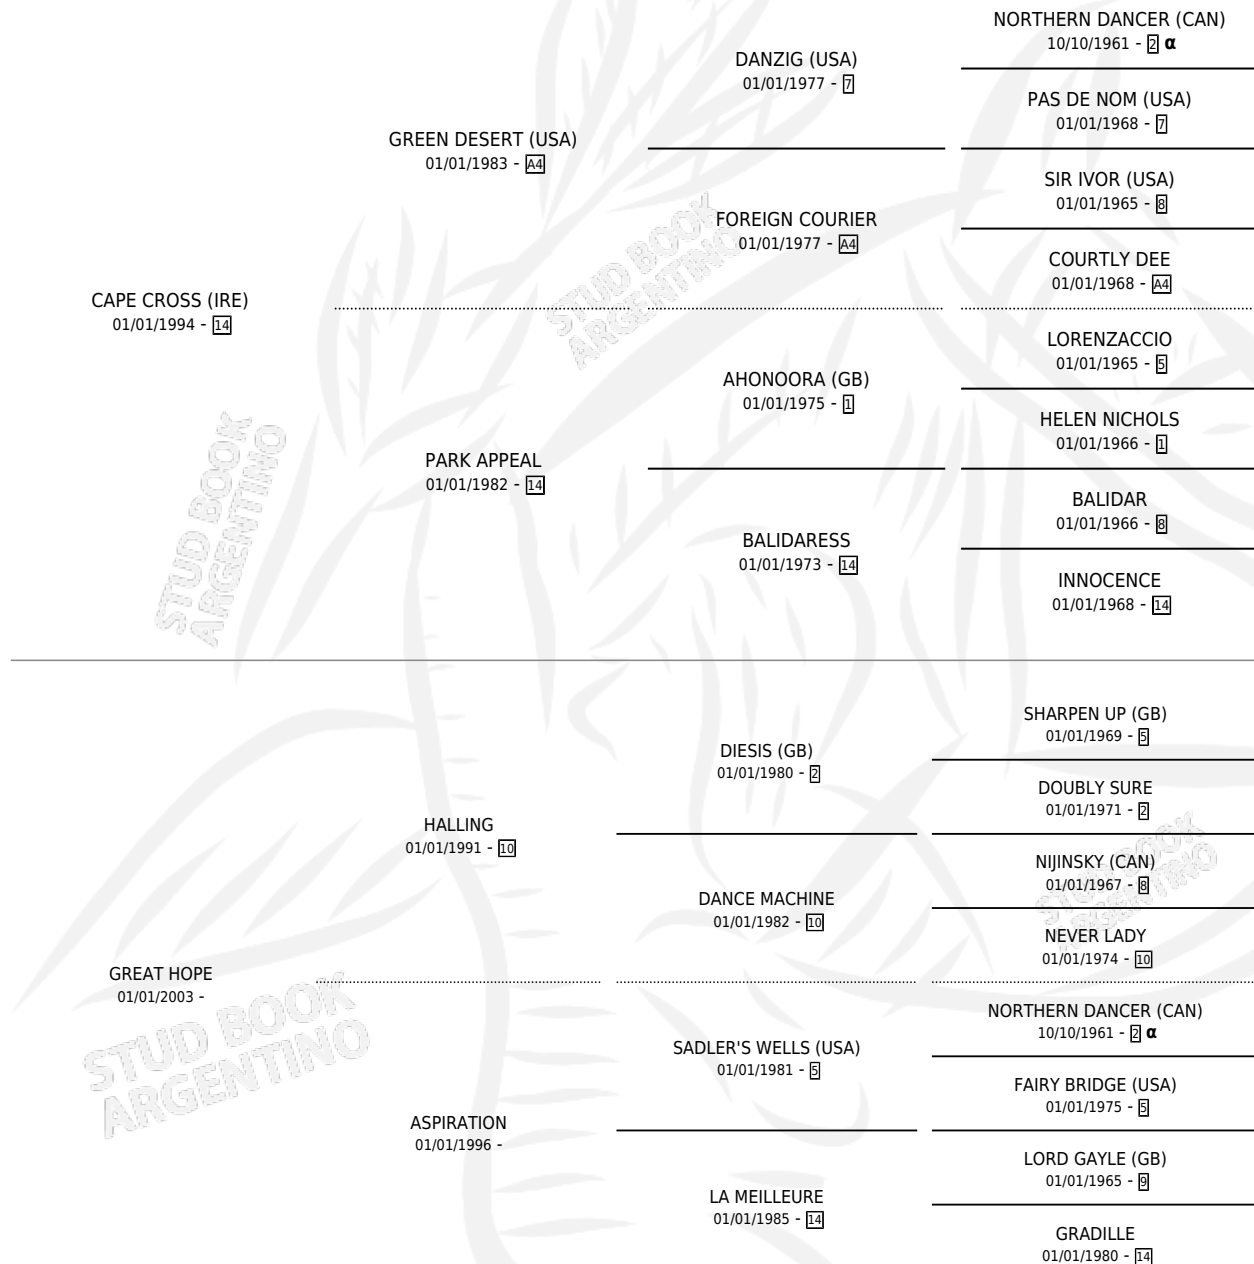 NORTHERN DANCER (CAN)
10/10/1961 - 2 α
DANZIG (USA)
01/01/1977 - 7
PAS DE NOM (USA)
01/01/1968 - 7
GREEN DESERT (USA)
01/01/1983 - A4
SIR IVOR (USA)
01/01/1965 - 8
FOREIGN COURIER
01/01/1977 - A4
COURTLY DEE
01/01/1968 - A4
CAPE CROSS (IRE)
01/01/1994 - 14
STUD BOOK
ARGENTINO
LORENZACCIO
01/01/1965 - 5
AHONOORA (GB)
01/01/1975 - 1
HELEN NICHOLS
01/01/1966 - 1
PARK APPEAL
01/01/1982 - 14
BALIDAR
01/01/1966 - 8
BALIDARESS
01/01/1973 - 14
INNOCENCE
01/01/1968 - 14
STUD BOOK
ARGENTINO
SHARPEN UP (GB)
01/01/1969 - 5
DIESIS (GB)
01/01/1980 - 2
DOUBLY SURE
01/01/1971 - 2
HALLING
01/01/1991 - 10
NIJINSKY (CAN)
01/01/1967 - 8
DANCE MACHINE
01/01/1982 - 10
NEVER LADY
01/01/1974 - 10
STUD BOOK
ARGENTINO
GREAT HOPE
01/01/2003 -
NORTHERN DANCER (CAN)
10/10/1961 - 2 α
SADLER'S WELLS (USA)
01/01/1981 - 5
FAIRY BRIDGE (USA)
01/01/1975 - 5
STUD BOOK
ARGENTINO
ASPIRATION
01/01/1996 -
LORD GAYLE (GB)
01/01/1965 - 9
LA MEILLEURE
01/01/1985 - 14
GRADILLE
01/01/1980 - 14